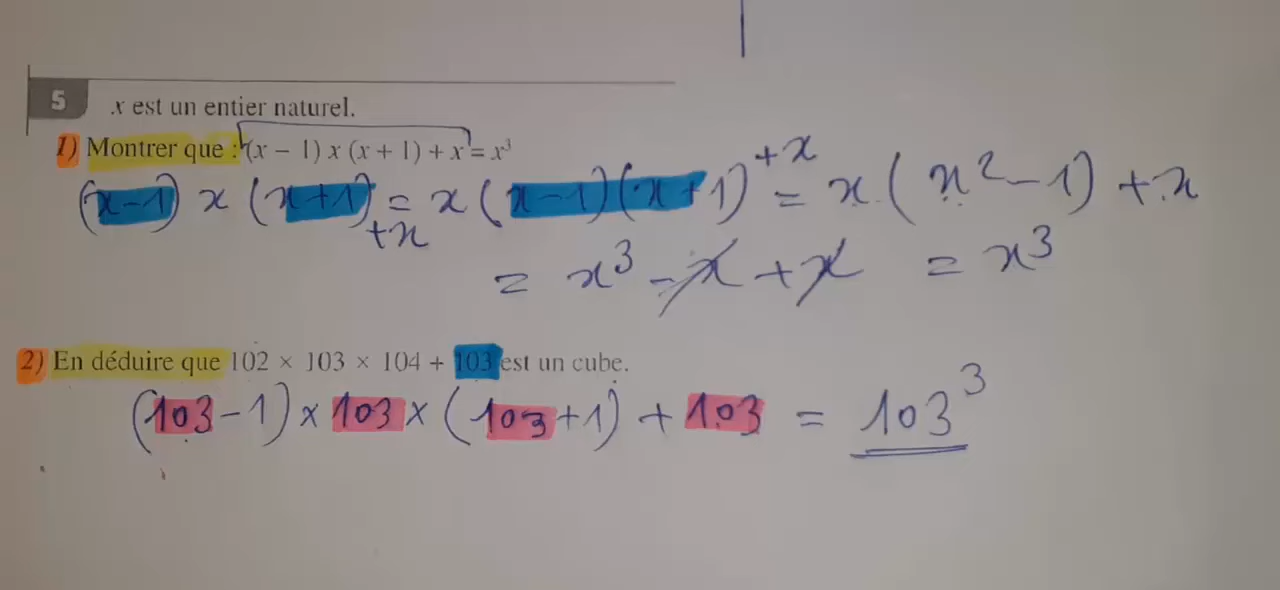 5 x est un entier naturel.
1) Montrer que : (x − 1) x (x + 1) + x = x³
(x-1) x (x+1) + x = x (x-1)(x+1) + x = x (x² - 1) + x
= x³ - x + x = x³
2) En déduire que 102 × 103 × 104 + 103 est un cube.
(103-1) × 103 × (103+1) + 103 = 103³